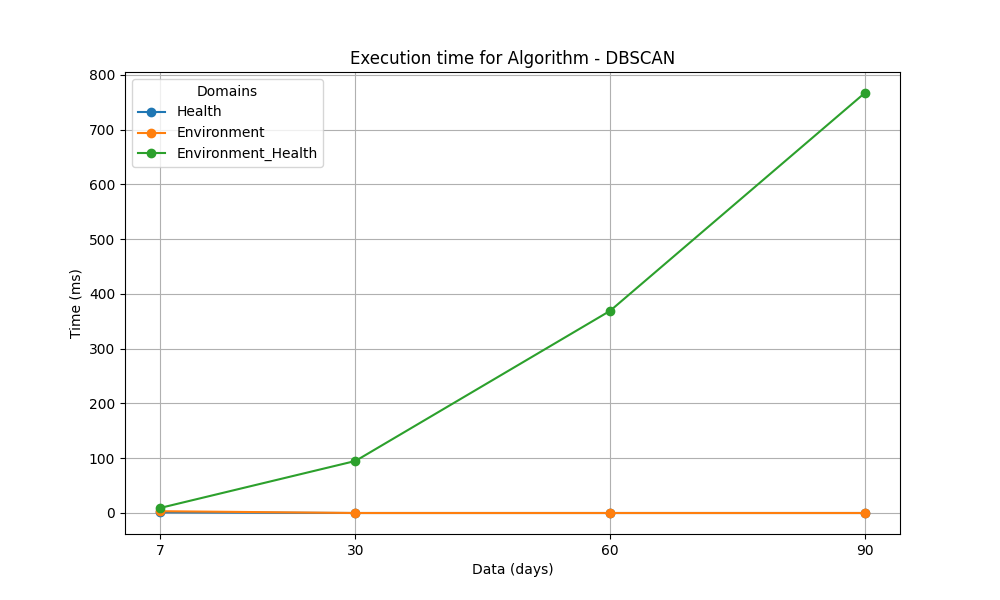 Execution time for Algorithm - DBSCAN
Domains
Health
Environment
Environment_Health
800
700
600
500
400
300
200
100
0
Time (ms)
7 30 60 90
Data (days)